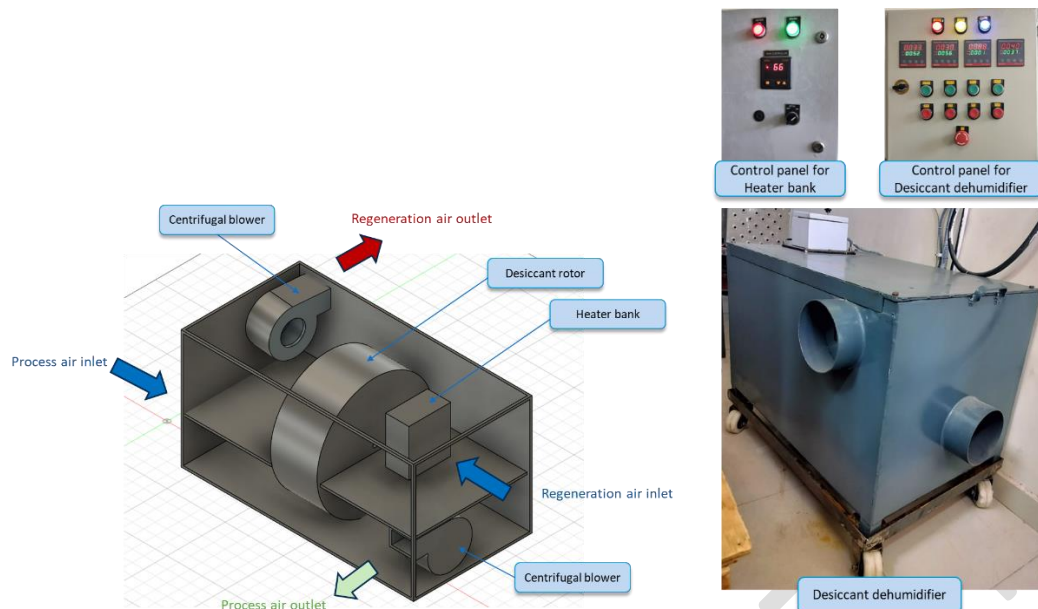 Control panel for
Heater bank
Control panel for
Desiccant dehumidifier
66
Centrifugal blower
Regeneration air outlet
Desiccant rotor
Heater bank
Process air inlet
Regeneration air inlet
Centrifugal blower
Process air outlet
Desiccant dehumidifier